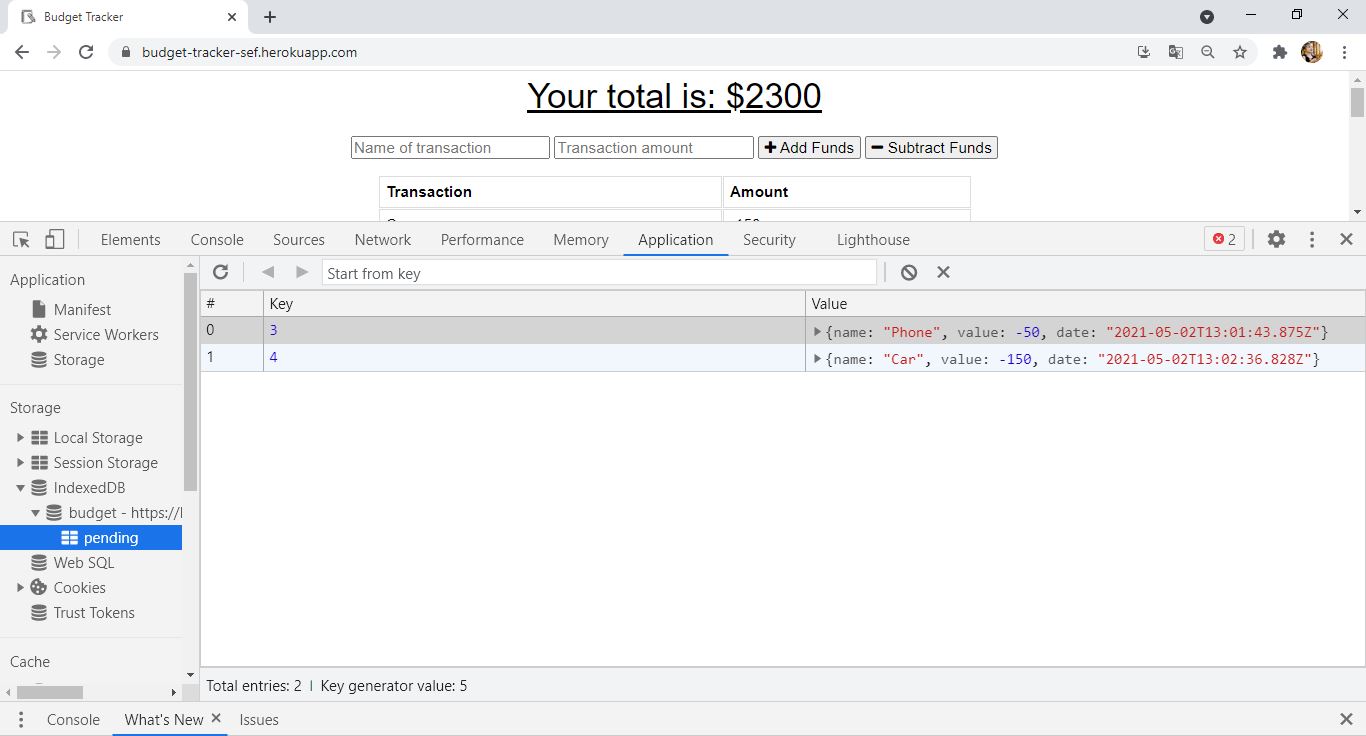 Budget Tracker
budget-tracker-sef.herokuapp.com
Your total is: $2300
Name of transaction Transaction amount Add Funds Subtract Funds
Transaction Amount
Elements Console Sources Network Performance Memory Application Security Lighthouse 2
Application
Manifest
Service Workers
Storage
Storage
Local Storage
Session Storage
IndexedDB
budget - https://
pending
Web SQL
Cookies
Trust Tokens
Cache
Start from key
# Key Value
0 3 {name: "Phone", value: -50, date: "2021-05-02T13:01:43.875Z"}
1 4 {name: "Car", value: -150, date: "2021-05-02T13:02:36.828Z"}
Total entries: 2 | Key generator value: 5
Console What's New Issues